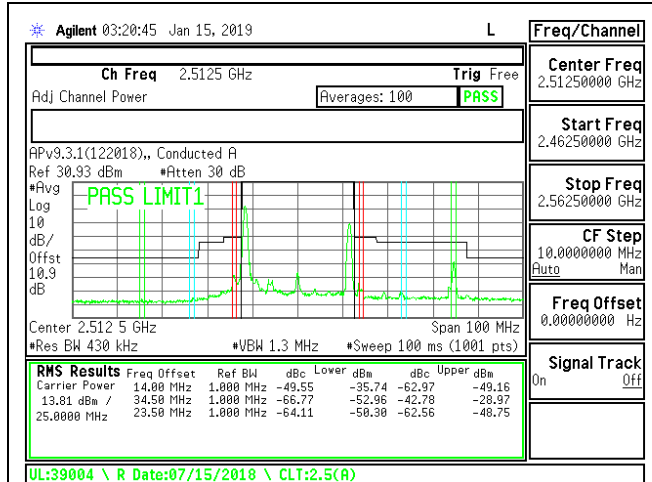 Agilent 03:20:45 Jan 15, 2019 L Freq/Channel
Ch Freq 2.5125 GHz Trig Free
Adj Channel Power Averages: 100 PASS
Center Freq
2.51250000 GHz
Start Freq
2.46250000 GHz
APv9.3.1(122018),, Conducted A
Ref 30.93 dBm #Atten 30 dB
#Avg
Log
10
dB/
Offst
10.9
dB
PASS LIMIT1
Stop Freq
2.56250000 GHz
CF Step
10.0000000 MHz
Auto Man
Freq Offset
0.00000000 Hz
Center 2.512 5 GHz Span 100 MHz
#Res BW 430 kHz #VBW 1.3 MHz #Sweep 100 ms (1001 pts)
Signal Track
On Off
RMS Results Freq Offset Ref BW dBc Lower dBm dBc Upper dBm
Carrier Power 14.00 MHz 1.000 MHz -49.55 -35.74 -62.97 -49.16
13.81 dBm / 34.50 MHz 1.000 MHz -66.77 -52.96 -42.78 -28.97
25.0000 MHz 23.50 MHz 1.000 MHz -64.11 -50.30 -62.56 -48.75
UL:39004 \ R Date:07/15/2018 \ CLT:2.5(A)